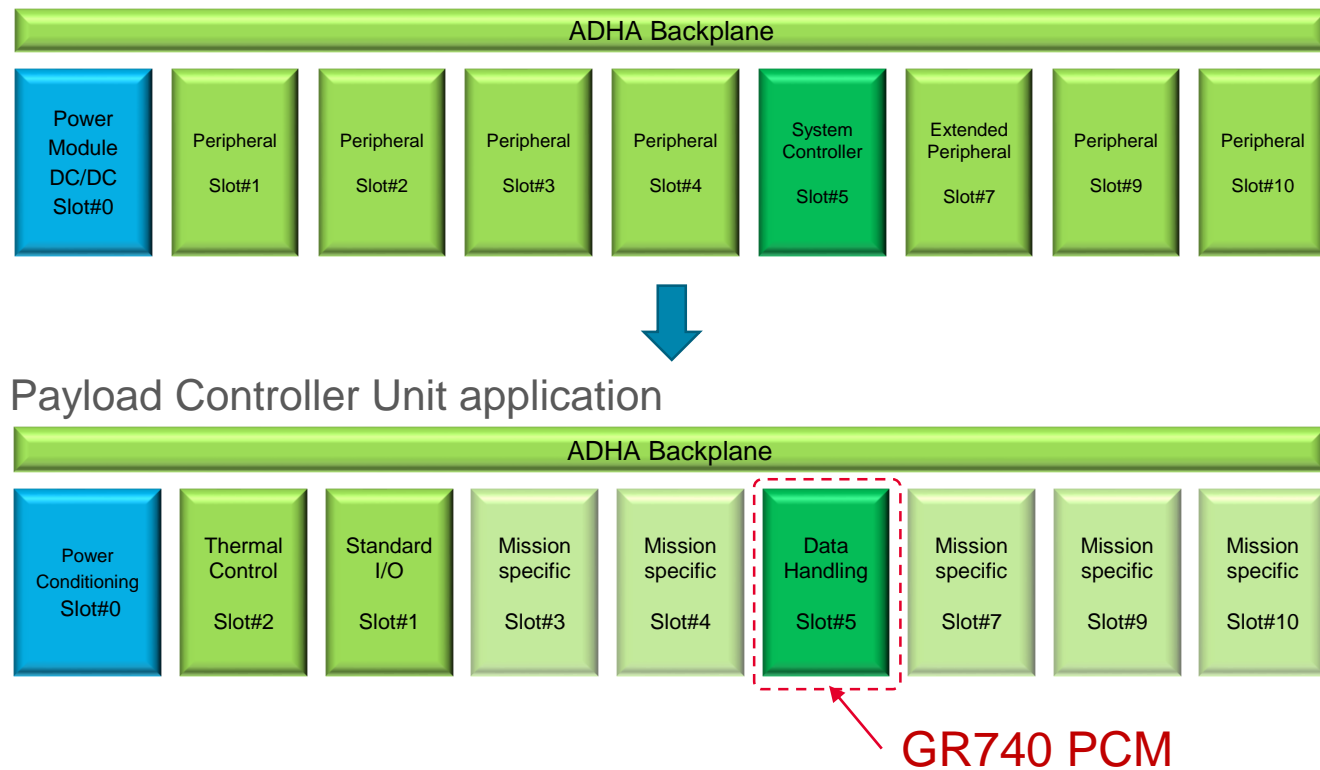 ADHA Backplane
Power
Module
DC/DC
Slot#0
Peripheral
Slot#1
Peripheral
Slot#2
Peripheral
Slot#3
Peripheral
Slot#4
System
Controller
Slot#5
Extended
Peripheral
Slot#7
Peripheral
Slot#9
Peripheral
Slot#10
Payload Controller Unit application
ADHA Backplane
Power
Conditioning
Slot#0
Thermal
Control
Slot#2
Standard
I/O
Slot#1
Mission
specific
Slot#3
Mission
specific
Slot#4
Data
Handling
Slot#5
Mission
specific
Slot#7
Mission
specific
Slot#9
Mission
specific
Slot#10
GR740 PCM